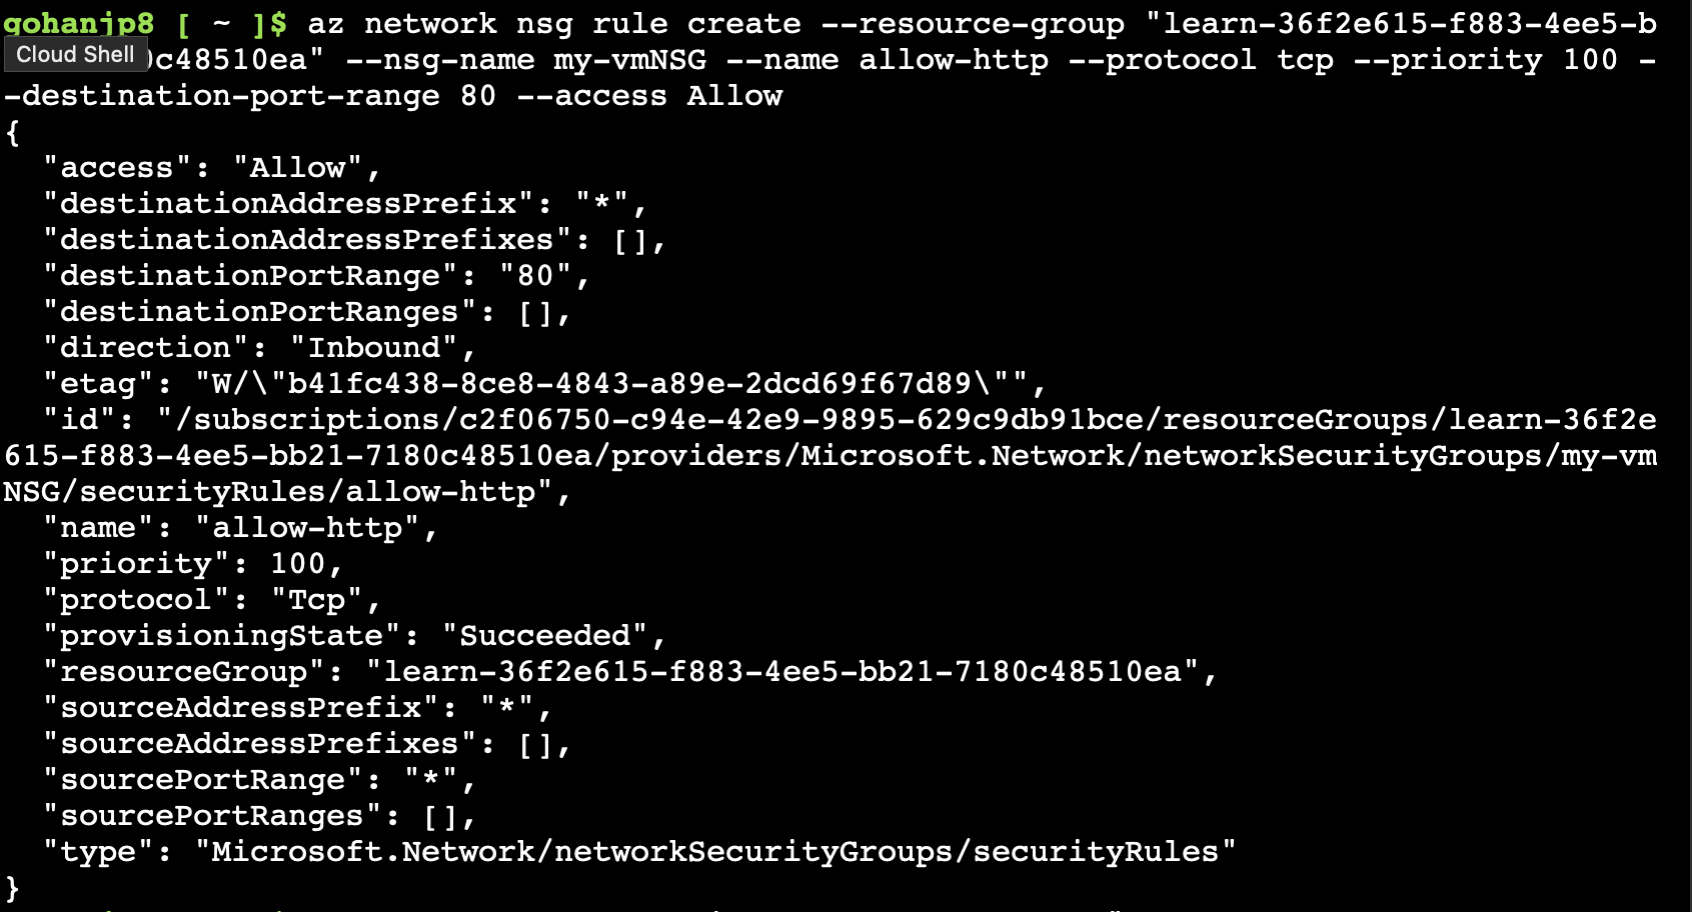 gohanjp8 [ ~ ]$ az network nsg rule create --resource-group "learn-36f2e615-f883-4ee5-b
Cloud Shell
c48510ea" --nsg-name my-vmNSG --name allow-http --protocol tcp --priority 100 -
-destination-port-range 80 --access Allow
{
  "access": "Allow",
  "destinationAddressPrefix": "*",
  "destinationAddressPrefixes": [],
  "destinationPortRange": "80",
  "destinationPortRanges": [],
  "direction": "Inbound",
  "etag": "W/\"b41fc438-8ce8-4843-a89e-2dcd69f67d89\"",
  "id": "/subscriptions/c2f06750-c94e-42e9-9895-629c9db91bce/resourceGroups/learn-36f2e
615-f883-4ee5-bb21-7180c48510ea/providers/Microsoft.Network/networkSecurityGroups/my-vm
NSG/securityRules/allow-http",
  "name": "allow-http",
  "priority": 100,
  "protocol": "Tcp",
  "provisioningState": "Succeeded",
  "resourceGroup": "learn-36f2e615-f883-4ee5-bb21-7180c48510ea",
  "sourceAddressPrefix": "*",
  "sourceAddressPrefixes": [],
  "sourcePortRange": "*",
  "sourcePortRanges": [],
  "type": "Microsoft.Network/networkSecurityGroups/securityRules"
}